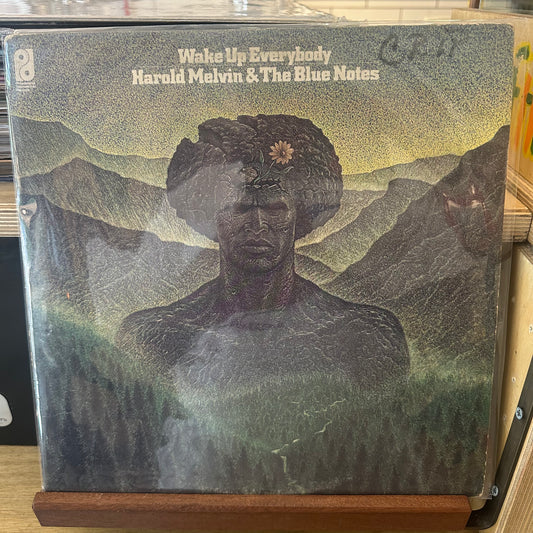 Wake Up Everybody
Harold Melvin & The Blue Notes